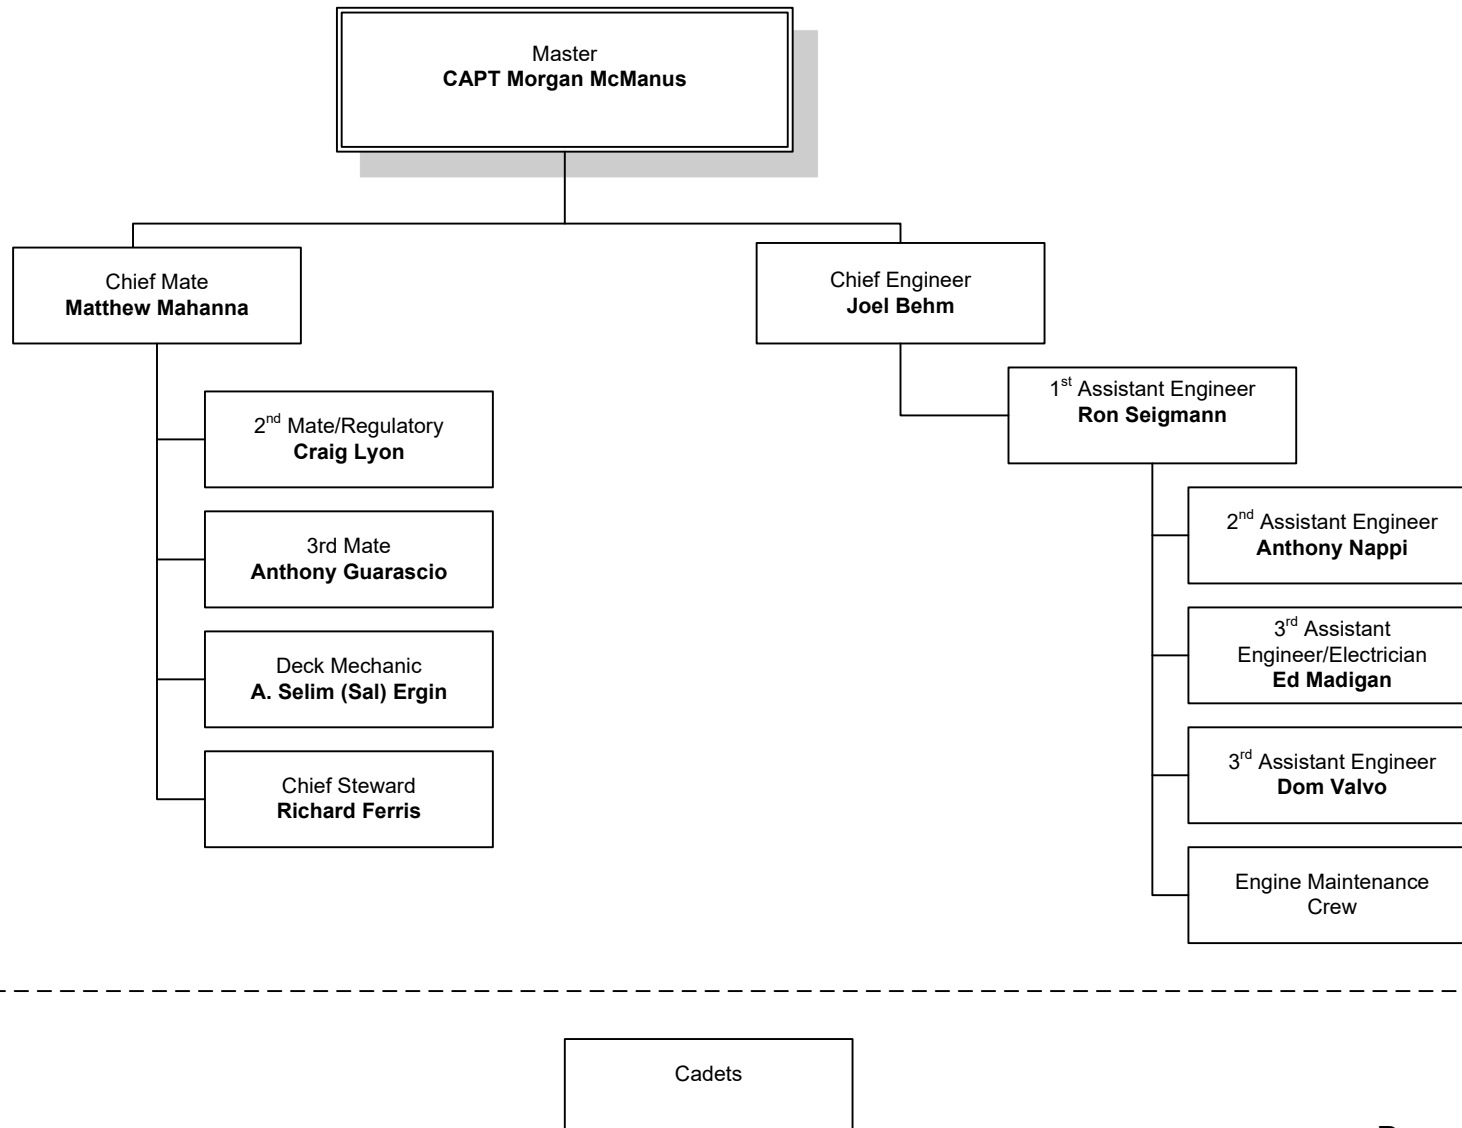 Master
CAPT Morgan McManus
Chief Mate
Matthew Mahanna
Chief Engineer
Joel Behm
1st Assistant Engineer
Ron Seigmann
2nd Mate/Regulatory
Craig Lyon
3rd Mate
Anthony Guarascio
Deck Mechanic
A. Selim (Sal) Ergin
Chief Steward
Richard Ferris
2nd Assistant Engineer
Anthony Nappi
3rd Assistant
Engineer/Electrician
Ed Madigan
3rd Assistant Engineer
Dom Valvo
Engine Maintenance
Crew
Cadets